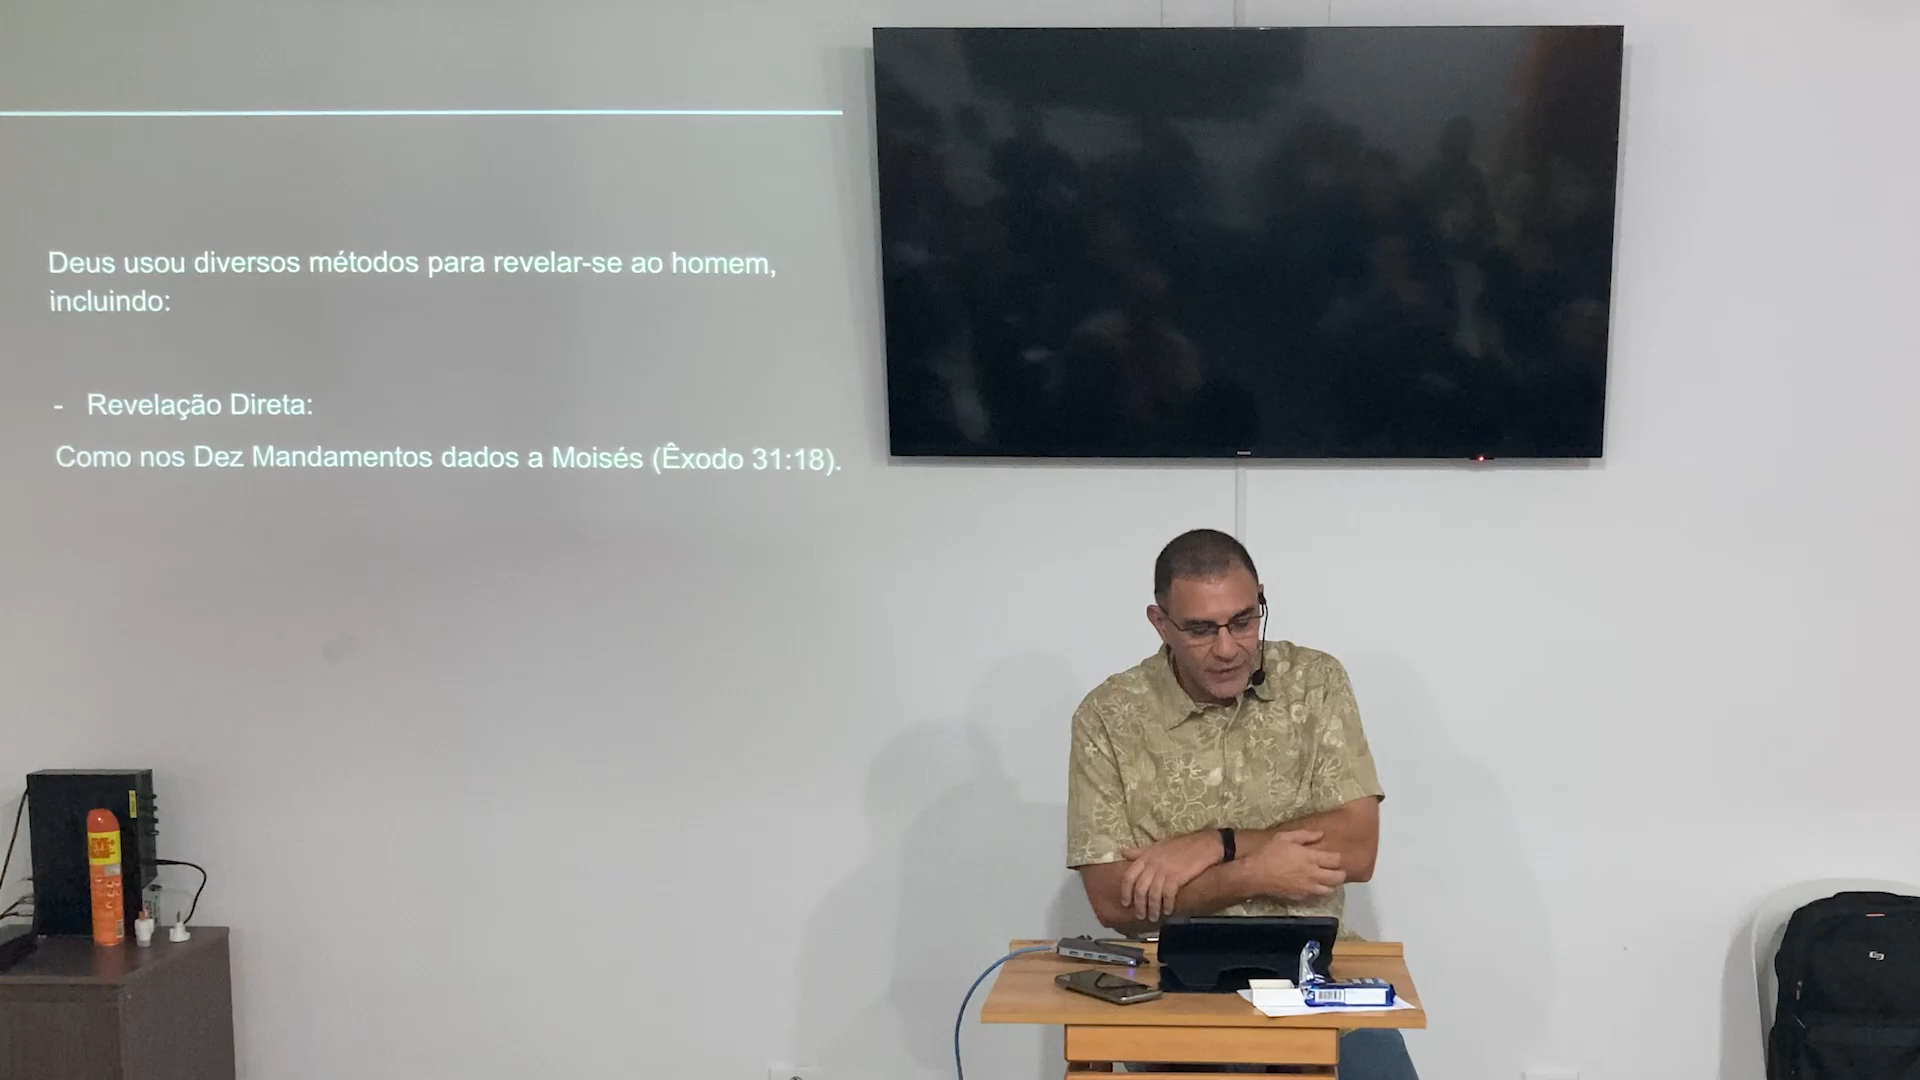 Deus usou diversos métodos para revelar-se ao homem,
incluindo:
- Revelação Direta:
Como nos Dez Mandamentos dados a Moisés (Êxodo 31:18).